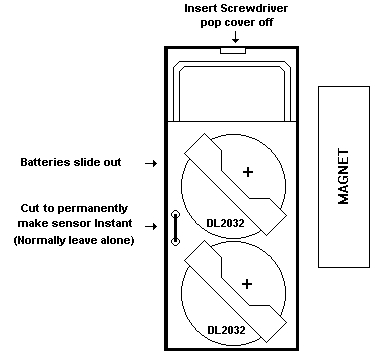 Insert Screwdriver
pop cover off
Batteries slide out
+
DL2032
MAGNET
Cut to permanently
make sensor Instant
(Normally leave alone)
+
DL2032